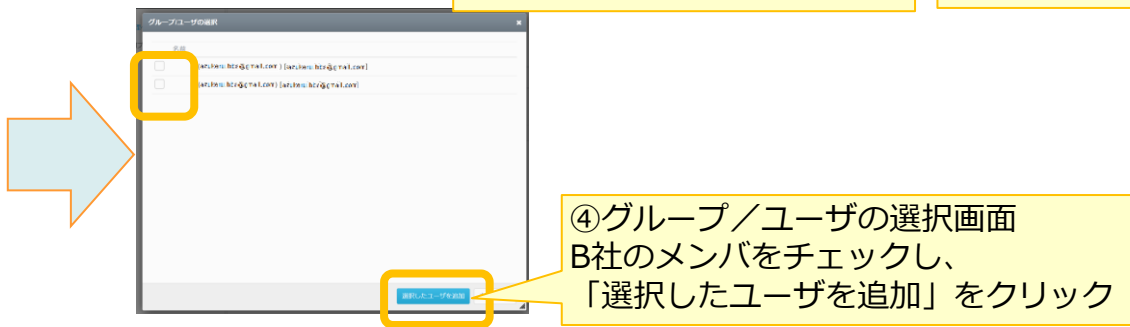 グループ/ユーザの選択
名前
④グループ／ユーザの選択画面
B社のメンバをチェックし、
「選択したユーザを追加」をクリック
選択したユーザを追加